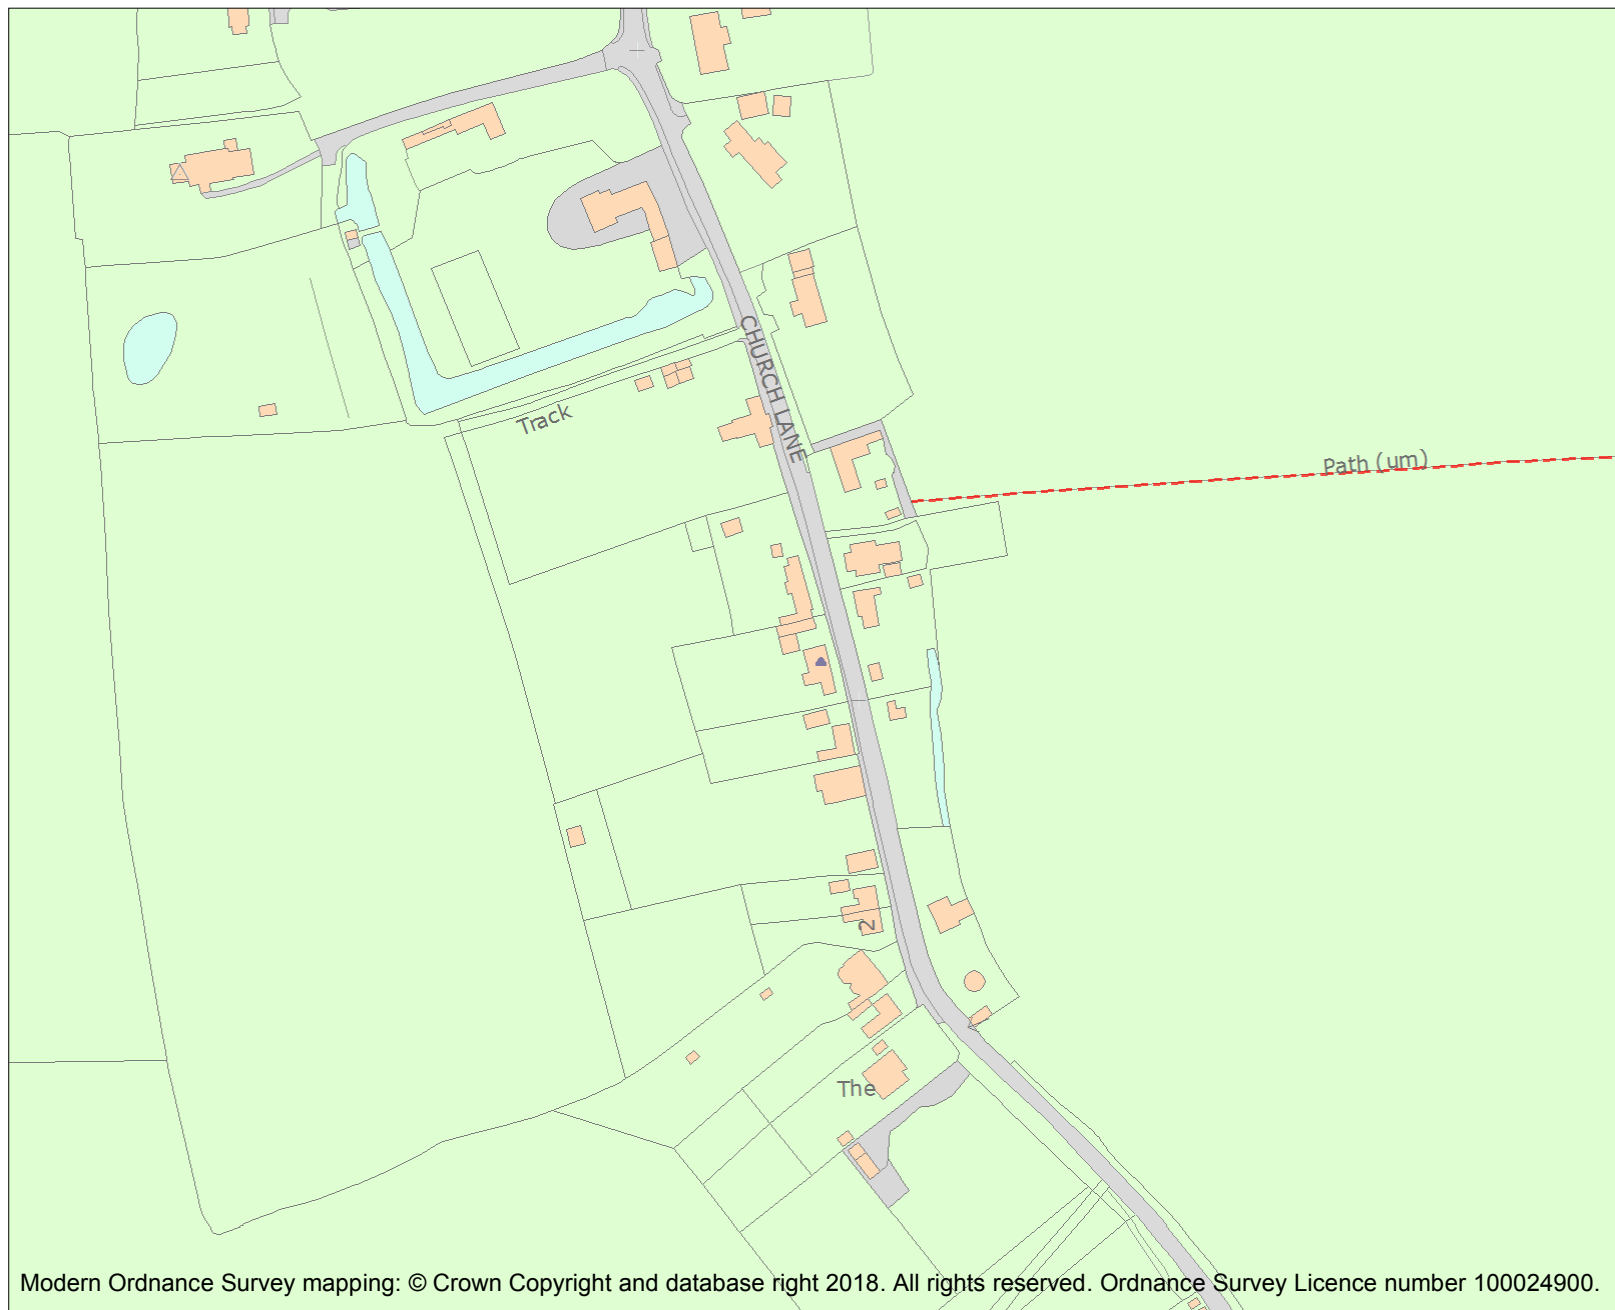 CHURCH LANE
Track
Path (um)
2
The
Modern Ordnance Survey mapping: © Crown Copyright and database right 2018. All rights reserved. Ordnance Survey Licence number 100024900.